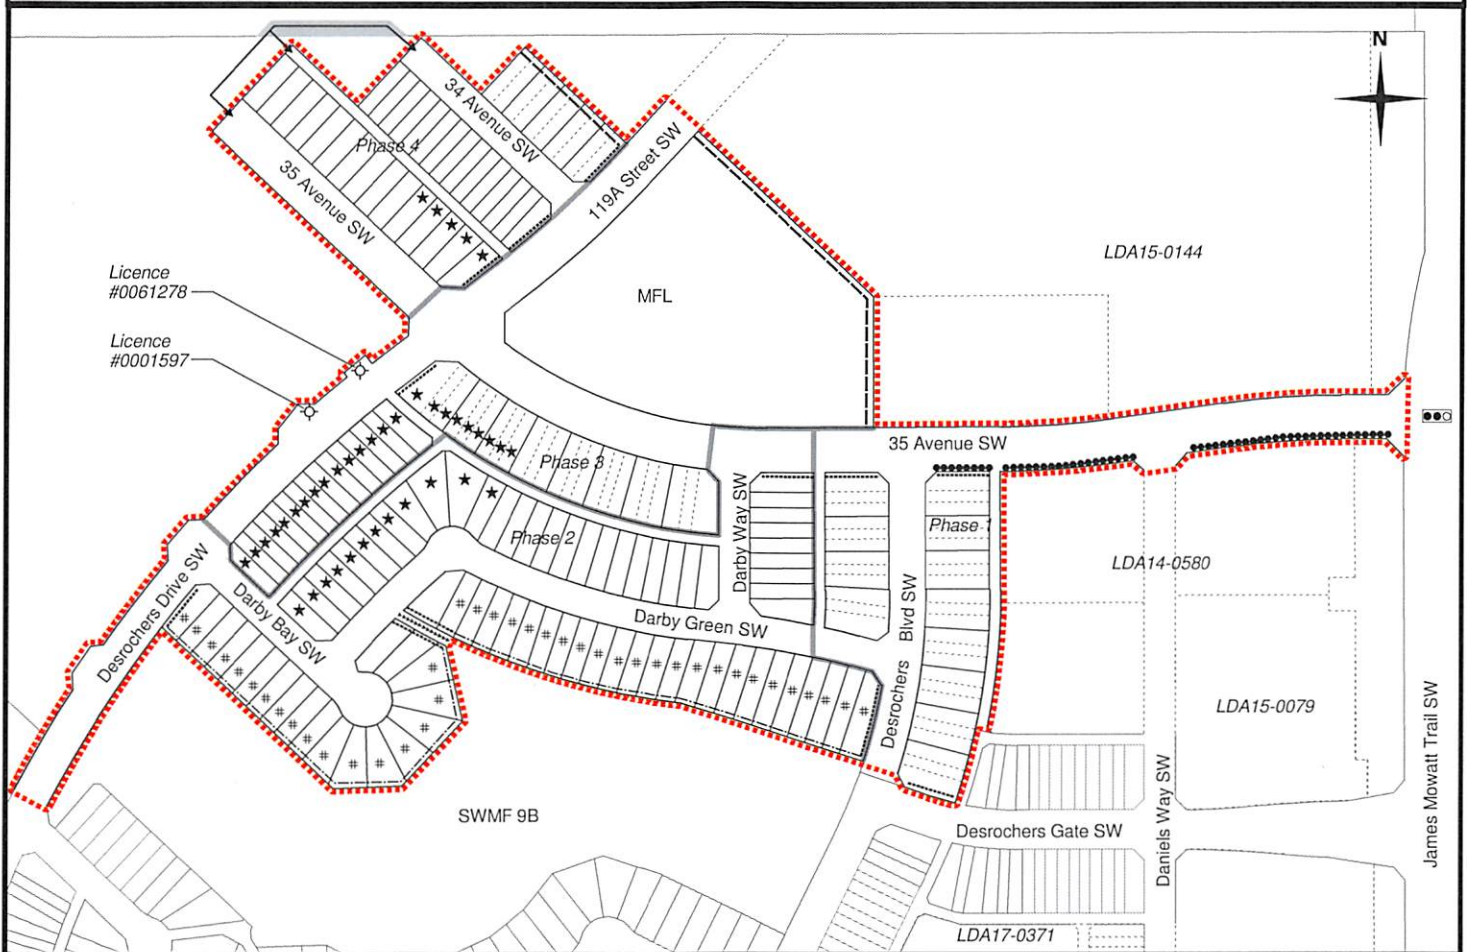 N
34 Avenue SW
Phase 4
119A Street SW
35 Avenue SW
LDA15-0144
Licence
#0061278
MFL
Licence
#0001597
35 Avenue SW
Phase 3
Darby Way SW
Phase 1
Phase 2
LDA14-0580
Desrochers Drive SW
Darby Bay SW
Darby Green SW
Desrochers Blvd SW
LDA15-0079
James Mowatt Trail SW
SWMF 9B
Daniels Way SW
Desrochers Gate SW
LDA17-0371